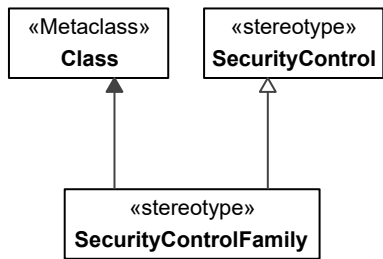 «Metaclass»
Class
«stereotype»
SecurityControl
«stereotype»
SecurityControlFamily